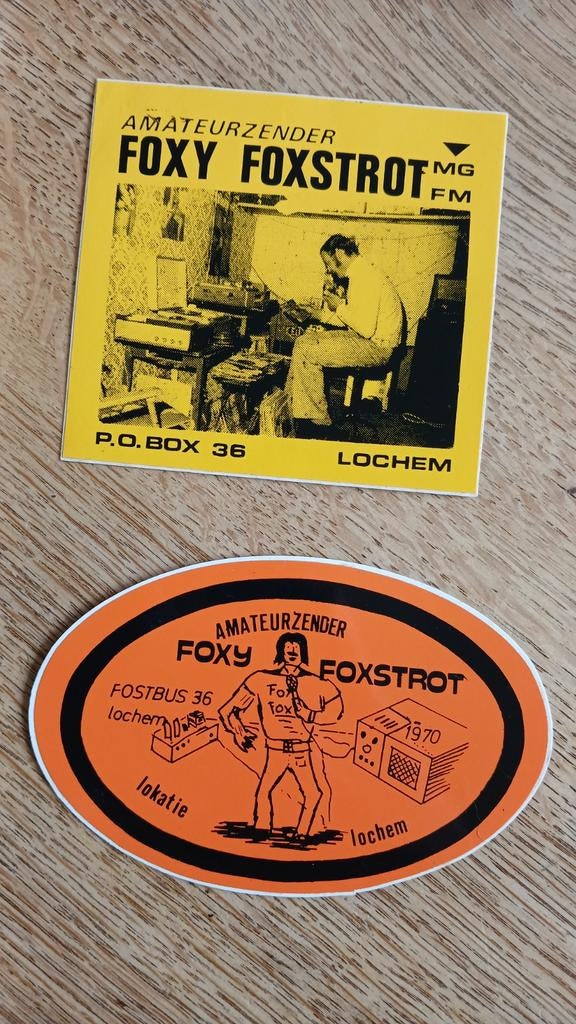 AMATEURZENDER
FOXY FOXSTROT
MG
FM
P.O. BOX 36
LOCHEM
AMATEURZENDER
FOXY FOXSTROT
FOSTBUS 36
lochem
Fox
Fox
1970
lokatie
lochem